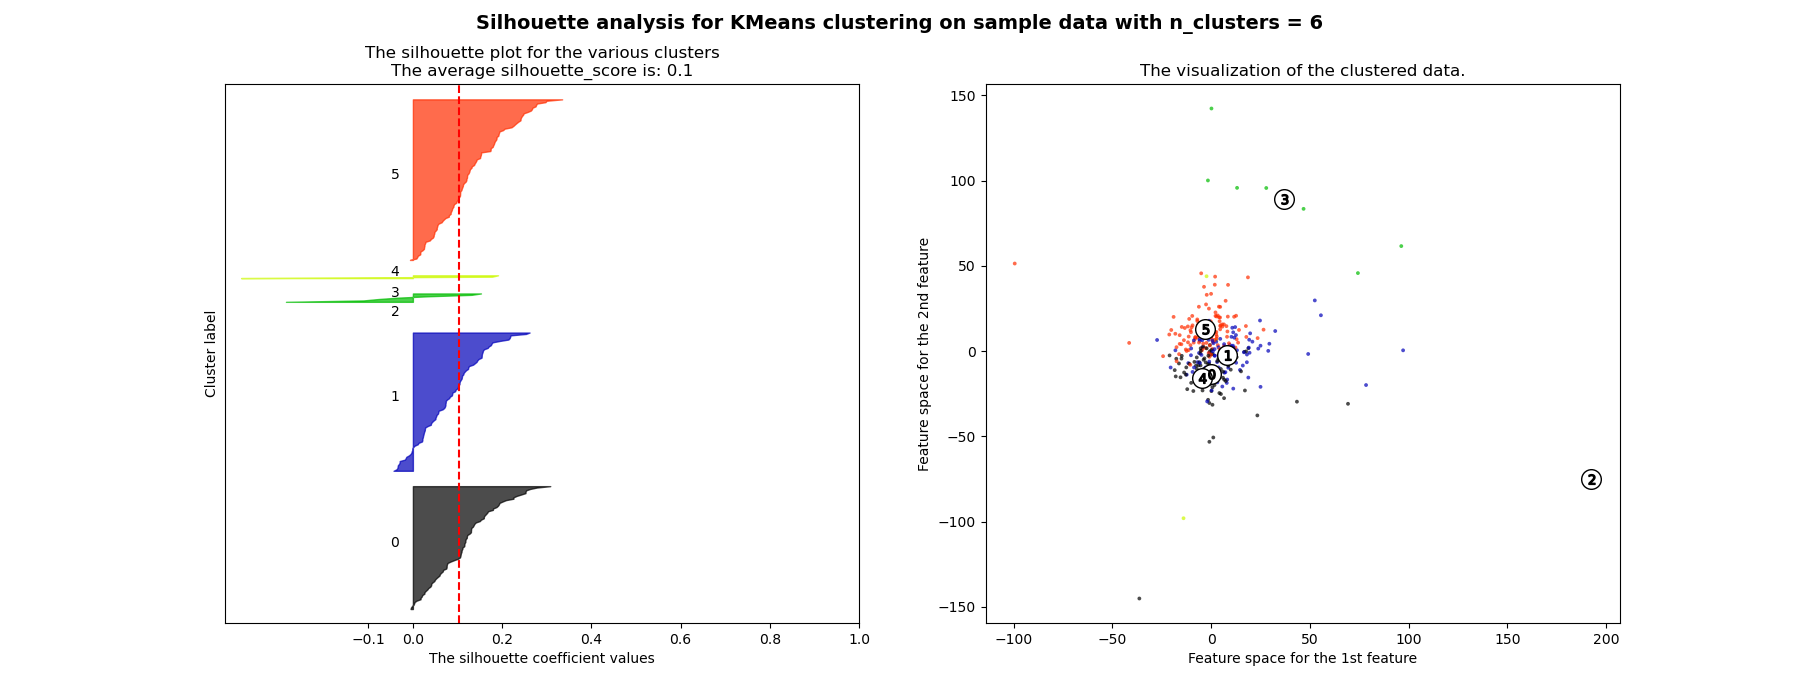 Silhouette analysis for KMeans clustering on sample data with n_clusters = 6
The silhouette plot for the various clusters
The average silhouette_score is: 0.1
Cluster label
5
4
3
2
1
0
−0.1 0.0 0.2 0.4 0.6 0.8 1.0
The silhouette coefficient values
The visualization of the clustered data.
Feature space for the 2nd feature
150
100
50
0
−50
−100
−150
3
5
1
0
4
2
−100 −50 0 50 100 150 200
Feature space for the 1st feature